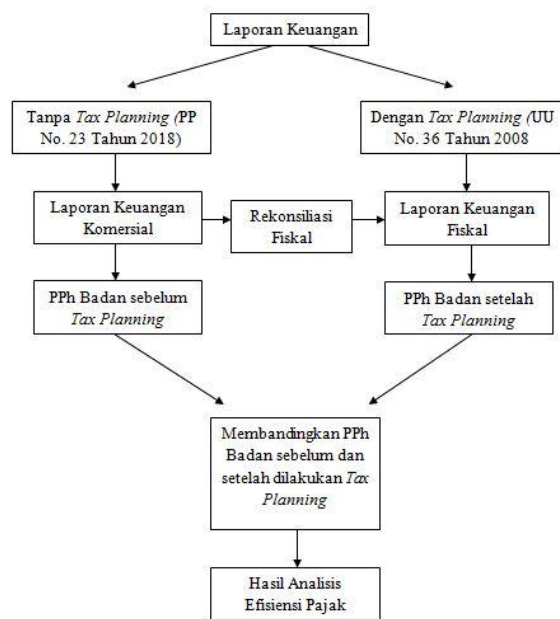 Laporan Keuangan
Tanpa Tax Planning (PP
No. 23 Tahun 2018)
Dengan Tax Planning (UU
No. 36 Tahun 2008
Laporan Keuangan
Komersial
Rekonsiliasi
Fiskal
Laporan Keuangan
Fiskal
PPh Badan sebelum
Tax Planning
PPh Badan setelah
Tax Planning
Membandingkan PPh
Badan sebelum dan
setelah dilakukan Tax
Planning
Hasil Analisis
Efisiensi Pajak